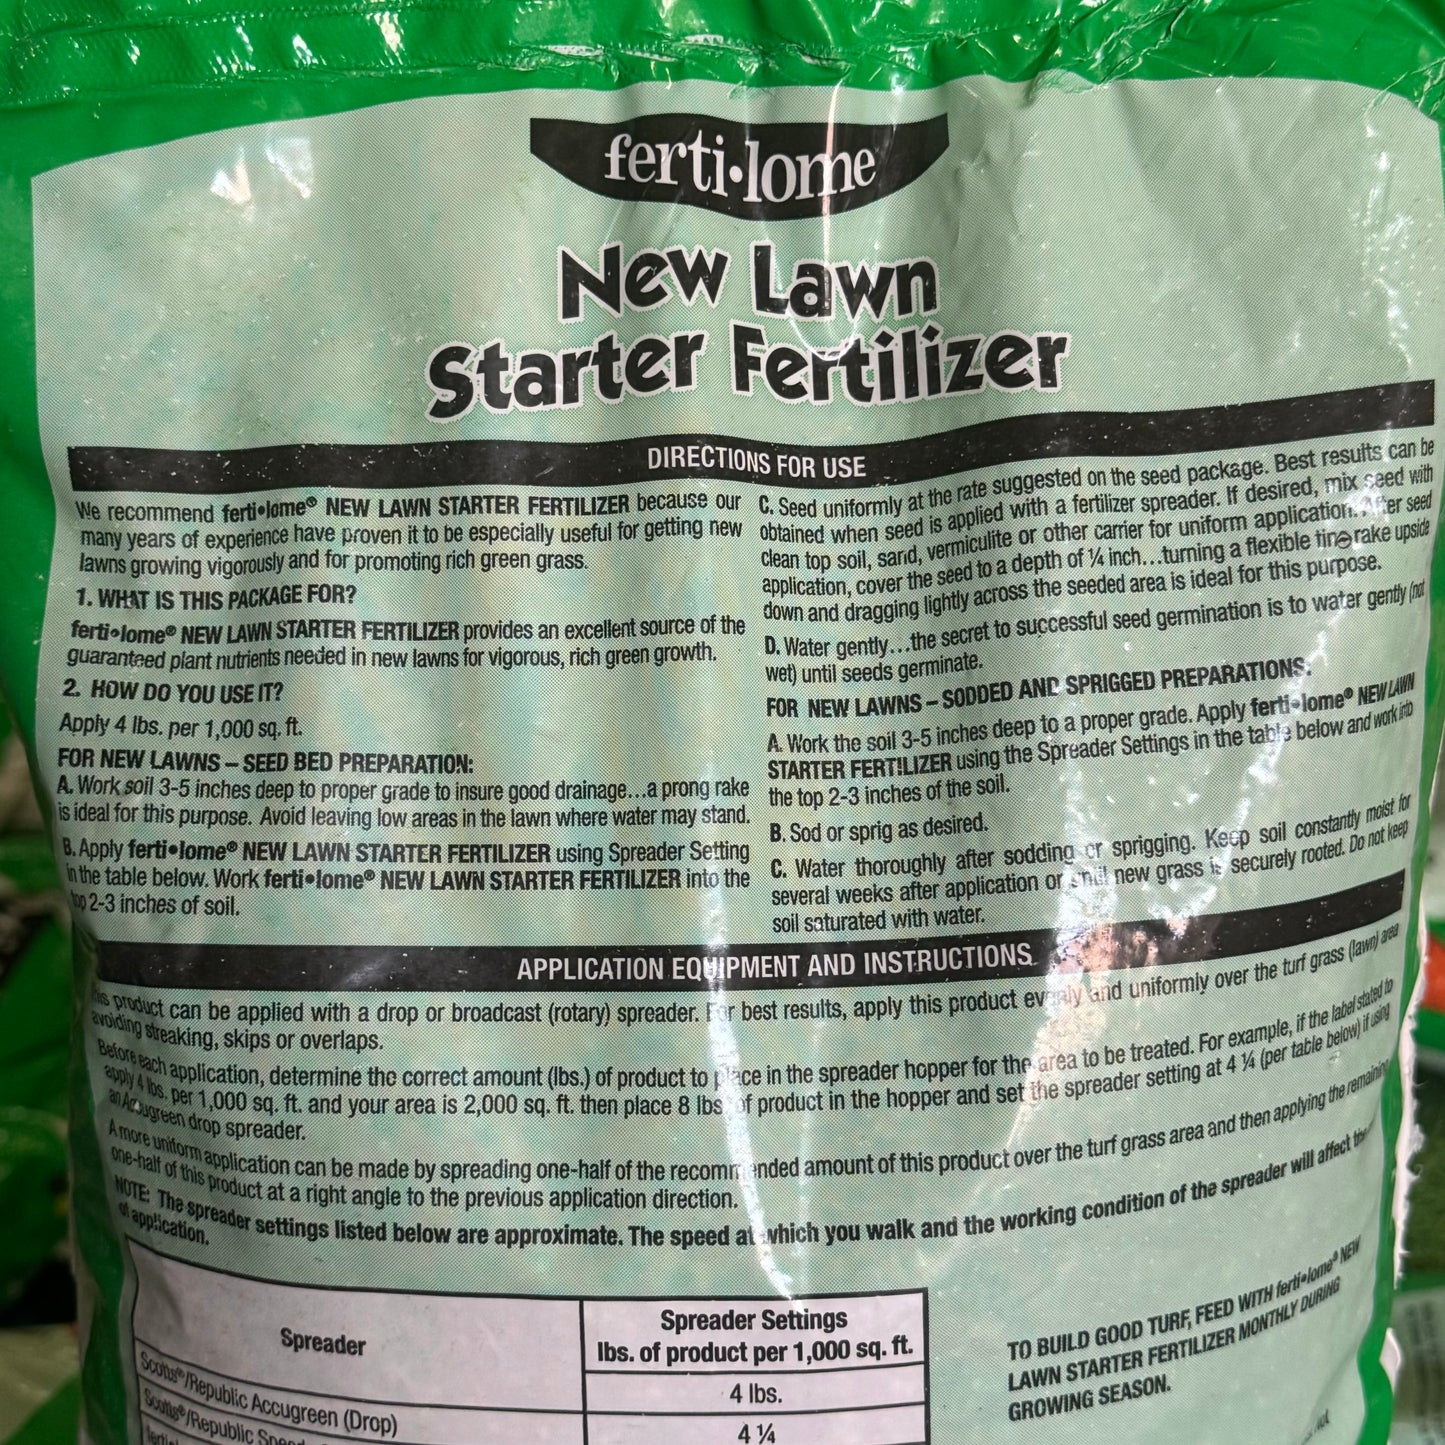 ferti•lome
New Lawn
Starter Fertilizer
DIRECTIONS FOR USE
We recommend ferti•lome® NEW LAWN STARTER FERTILIZER because our
many years of experience have proven it to be especially useful for getting new
lawns growing vigorously and for promoting rich green grass.
1. WHAT IS THIS PACKAGE FOR?
ferti•lome® NEW LAWN STARTER FERTILIZER provides an excellent source of the
guaranteed plant nutrients needed in new lawns for vigorous, rich green growth.
2. HOW DO YOU USE IT?
Apply 4 lbs. per 1,000 sq. ft.
FOR NEW LAWNS – SEED BED PREPARATION:
A. Work soil 3-5 inches deep to proper grade to insure good drainage...a prong rake
is ideal for this purpose. Avoid leaving low areas in the lawn where water may stand.
B. Apply ferti•lome® NEW LAWN STARTER FERTILIZER using Spreader Setting
in the table below. Work ferti•lome® NEW LAWN STARTER FERTILIZER into the
top 2-3 inches of soil.
C. Seed uniformly at the rate suggested on the seed package. Best results can be
obtained when seed is applied with a fertilizer spreader. If desired, mix seed with
clean top soil, sand, vermiculite or other carrier for uniform application. After seed
application, cover the seed to a depth of ¼ inch...turning a flexible tine rake upside
down and dragging lightly across the seeded area is ideal for this purpose.
D. Water gently...the secret to successful seed germination is to water gently (not
wet) until seeds germinate.
FOR NEW LAWNS – SODDED AND SPRIGGED PREPARATIONS:
A. Work the soil 3-5 inches deep to a proper grade. Apply ferti•lome® NEW LAWN
STARTER FERTILIZER using the Spreader Settings in the table below and work into
the top 2-3 inches of the soil.
B. Sod or sprig as desired.
C. Water thoroughly after sodding or sprigging. Keep soil constantly moist for
several weeks after application or until new grass is securely rooted. Do not keep
soil saturated with water.
APPLICATION EQUIPMENT AND INSTRUCTIONS
This product can be applied with a drop or broadcast (rotary) spreader. For best results, apply this product evenly and uniformly over the turf grass (lawn) area
avoiding streaking, skips or overlaps.
Before each application, determine the correct amount (lbs.) of product to place in the spreader hopper for the area to be treated. For example, if the label stated to
apply 4 lbs. per 1,000 sq. ft. and your area is 2,000 sq. ft. then place 8 lbs. of product in the hopper and set the spreader setting at 4 ¼ (per table below) if using
an Accugreen drop spreader.
A more uniform application can be made by spreading one-half of the recommended amount of this product over the turf grass area and then applying the remaining
one-half of this product at a right angle to the previous application direction.
NOTE: The spreader settings listed below are approximate. The speed at which you walk and the working condition of the spreader will affect the
of application.
Spreader
Spreader Settings
lbs. of product per 1,000 sq. ft.
4 lbs.
Scotts®/Republic Accugreen (Drop)
4 ¼
Scotts®/Republic
TO BUILD GOOD TURF, FEED WITH ferti•lome® NEW
LAWN STARTER FERTILIZER MONTHLY DURING
GROWING SEASON.